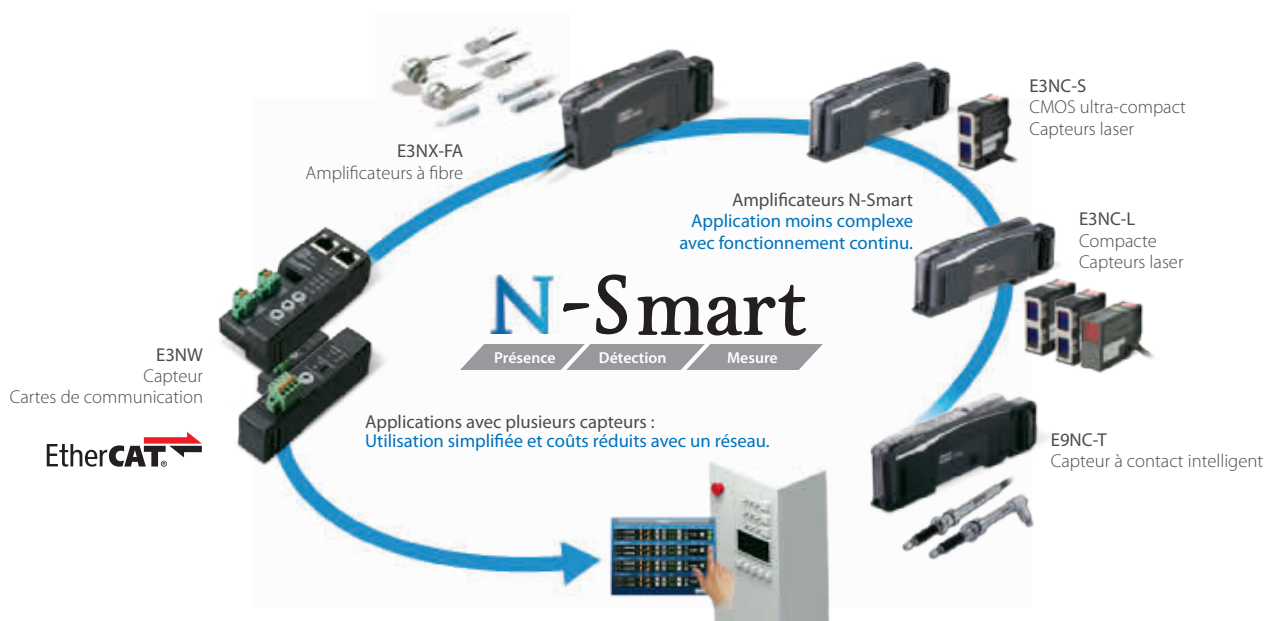 E3NX-FA
Amplificateurs à fibre
E3NC-S
CMOS ultra-compact
Capteurs laser
Amplificateurs N-Smart
Application moins complexe
avec fonctionnement continu.
E3NC-L
Compacte
Capteurs laser
N-Smart
Présence
Détection
Mesure
E3NW
Capteur
Cartes de communication
EtherCAT®
Applications avec plusieurs capteurs :
Utilisation simplifiée et coûts réduits avec un réseau.
E9NC-T
Capteur à contact intelligent